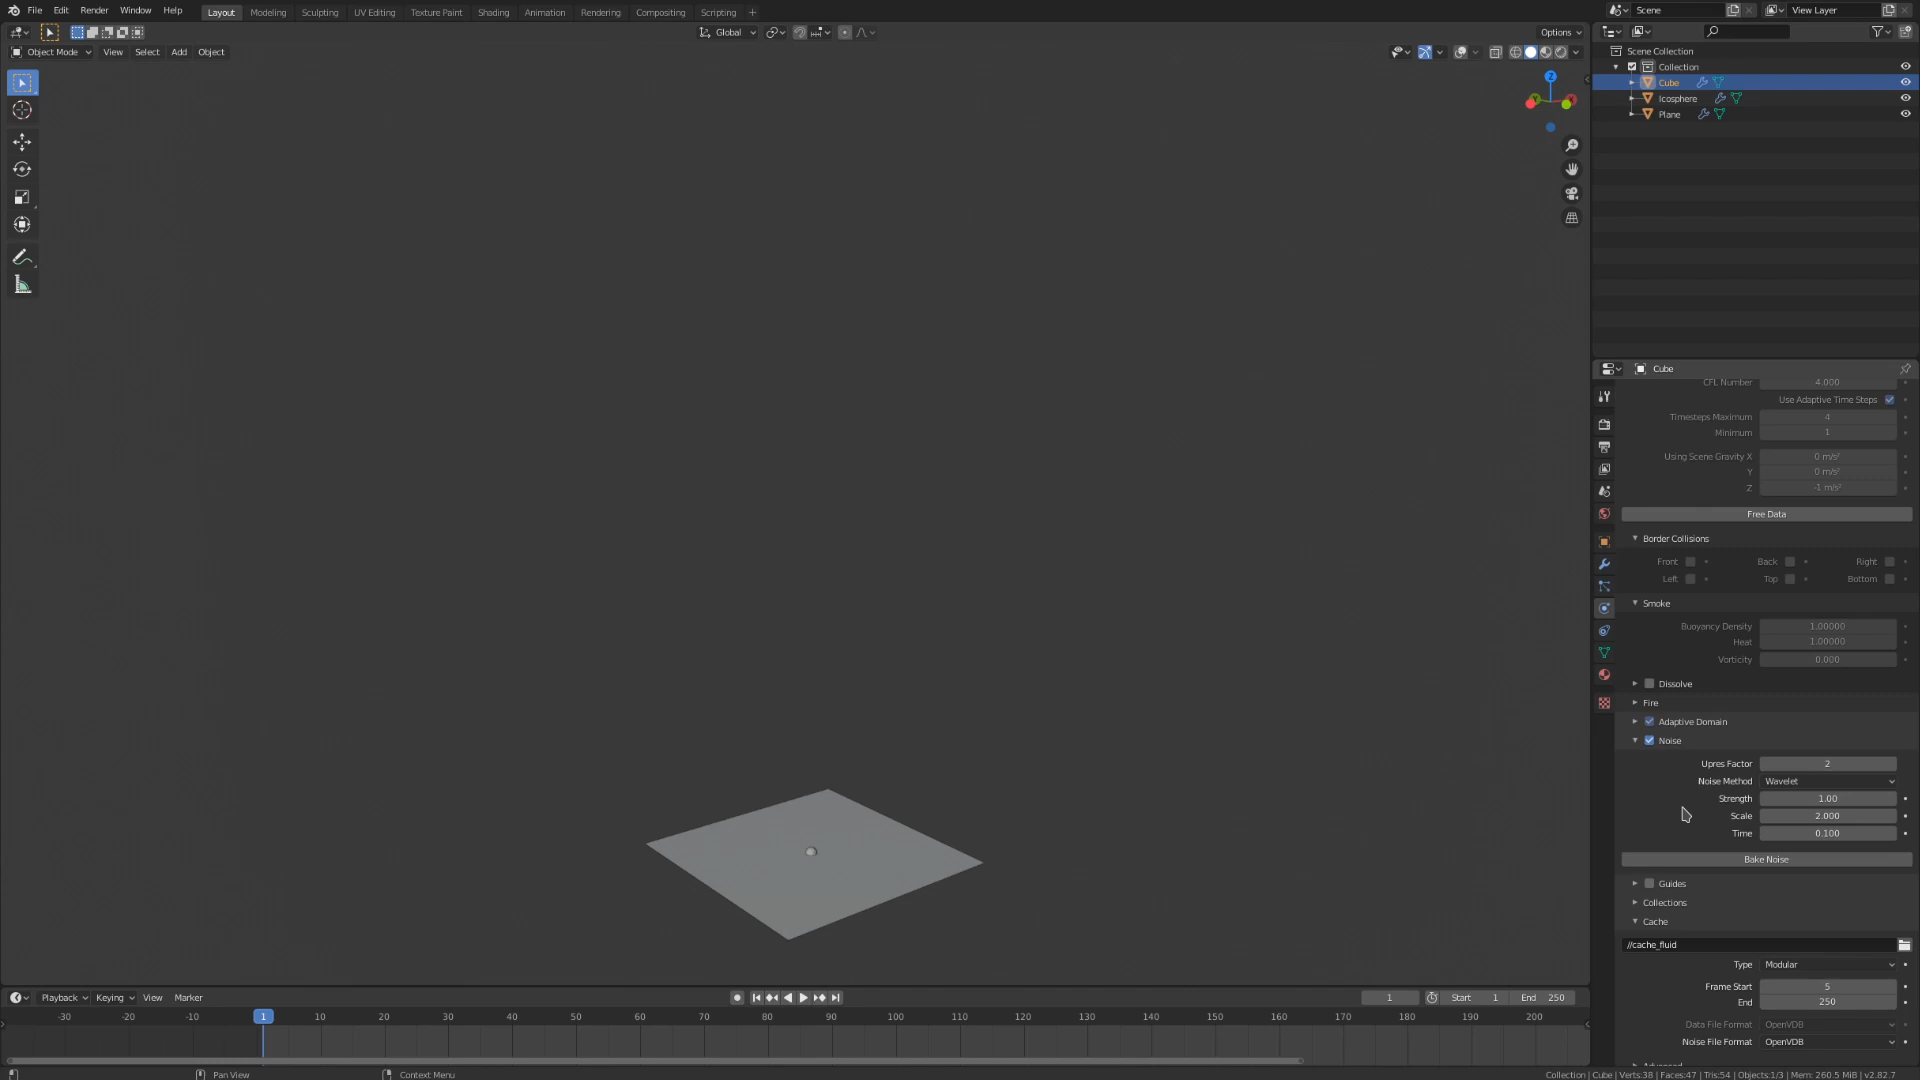 File Edit Render Window Help Layout Modeling Sculpting UV Editing Texture Paint Shading Animation Rendering Compositing Scripting + Scene View Layer
Global Options
Object Mode View Select Add Object
Scene Collection
Collection
Cube
Icosphere
Plane
Z
Cube
CFL Number 4.000
Use Adaptive Time Steps
Timesteps Maximum 4
Minimum 1
Using Scene Gravity X 0 m/s²
Y 0 m/s²
Z -1 m/s²
Free Data
Border Collisions
Front Back Right
Left Top Bottom
Smoke
Buoyancy Density 1.00000
Heat 1.00000
Vorticity 0.000
Dissolve
Fire
Adaptive Domain
Noise
Upres Factor 2
Noise Method Wavelet
Strength 1.00
Scale 2.000
Time 0.100
Bake Noise
Guides
Collections
Cache
//cache_fluid
Type Modular
Frame Start 5
End 250
Data File Format OpenVDB
Noise File Format OpenVDB
Playback Keying View Marker 1 Start 1 End 250
-30 -20 -10 1 10 20 30 40 50 60 70 80 90 100 110 120 130 140 150 160 170 180 190 200
Pan View Context Menu Collection | Cube | Verts:38 | Faces:47 | Tris:54 | Objects:1/3 | Mem: 260.5 MiB | v2.82.7